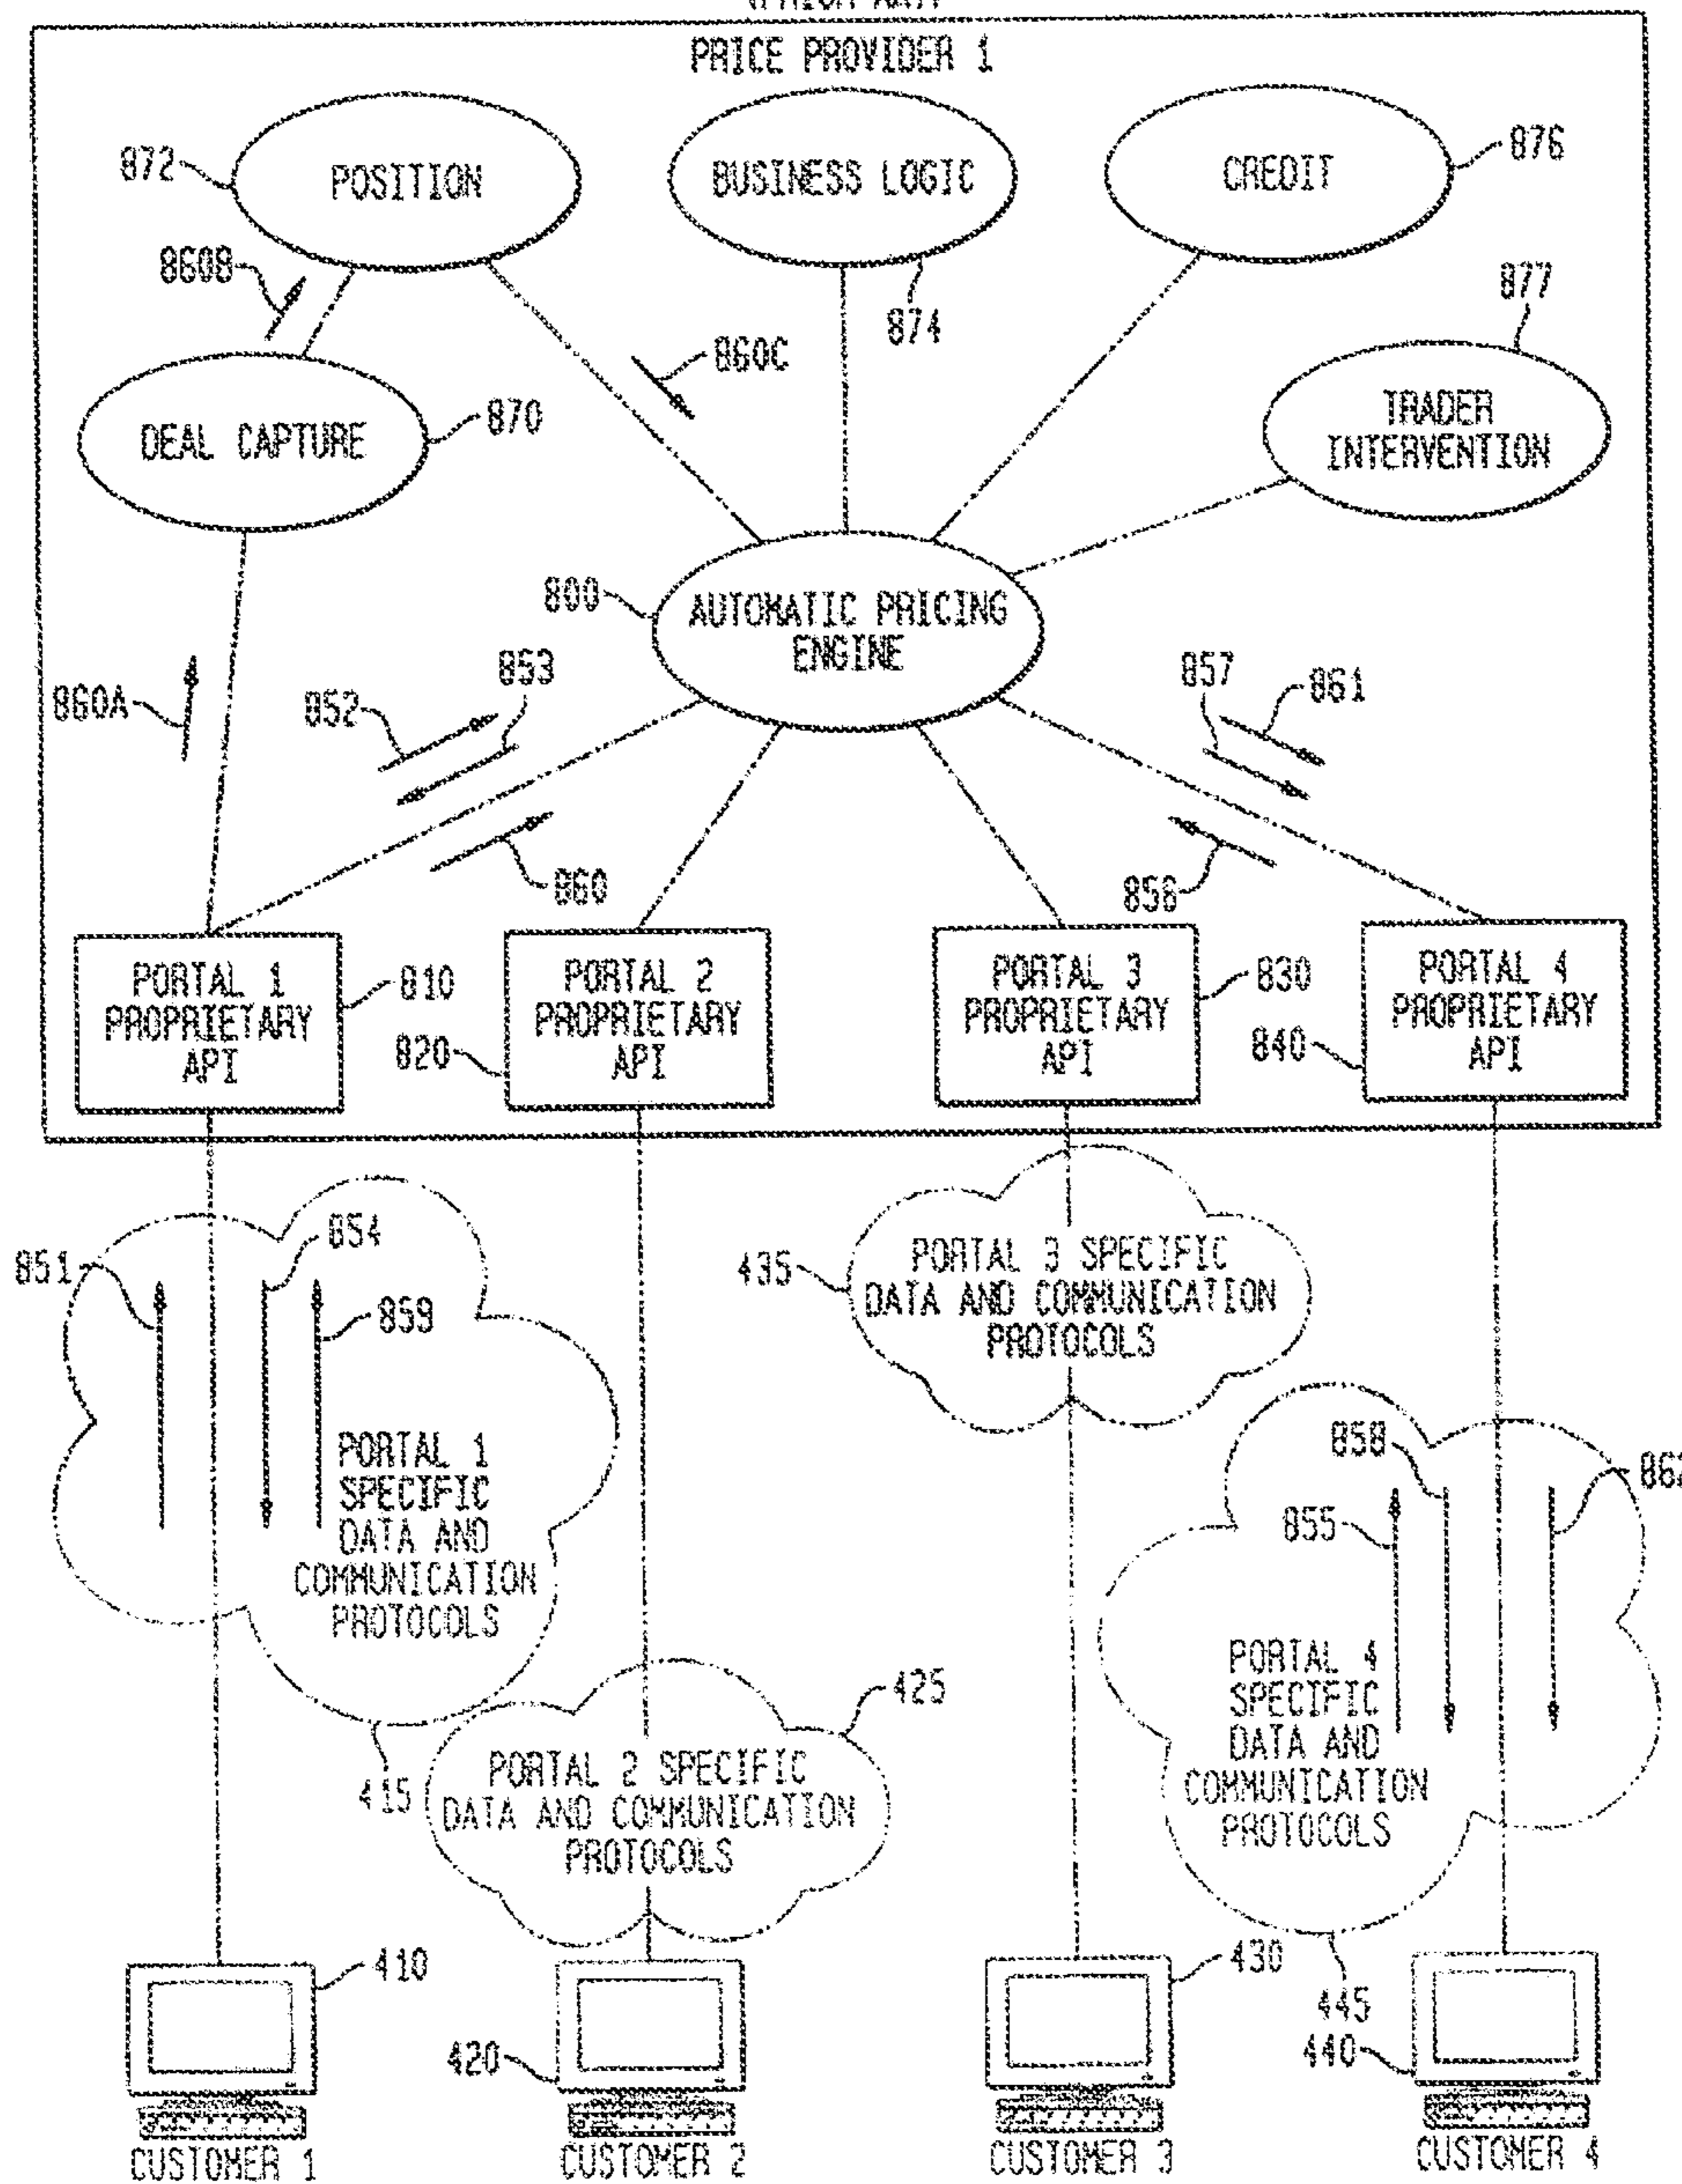 PRICE PROVIDER 1
872
POSITION
BUSINESS LOGIC
CREDIT
876
860B
874
877
860C
DEAL CAPTURE
870
TRADER
INTERVENTION
800
AUTOMATIC PRICING
ENGINE
860A
852
853
857
861
860
856
PORTAL 1
PROPRIETARY
API
810
PORTAL 2
PROPRIETARY
API
820
PORTAL 3
PROPRIETARY
API
830
PORTAL 4
PROPRIETARY
API
840
851
854
859
PORTAL 1
SPECIFIC
DATA AND
COMMUNICATION
PROTOCOLS
415
435
PORTAL 3 SPECIFIC
DATA AND COMMUNICATION
PROTOCOLS
425
PORTAL 2 SPECIFIC
DATA AND COMMUNICATION
PROTOCOLS
858
855
PORTAL 4
SPECIFIC
DATA AND
COMMUNICATION
PROTOCOLS
445
410
420
430
440
CUSTOMER 1
CUSTOMER 2
CUSTOMER 3
CUSTOMER 4